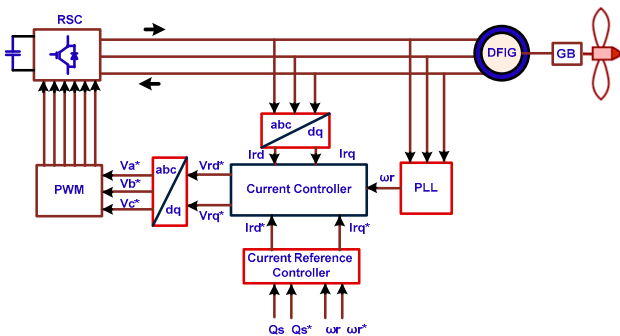 RSC
DFIG
GB
abc
dq
Ird
Irq
Va*
Vb*
Vc*
PWM
abc
dq
Vrd*
Vrq*
Current Controller
ωr
PLL
Ird*
Irq*
Current Reference
Controller
Qs
Qs*
ωr
ωr*